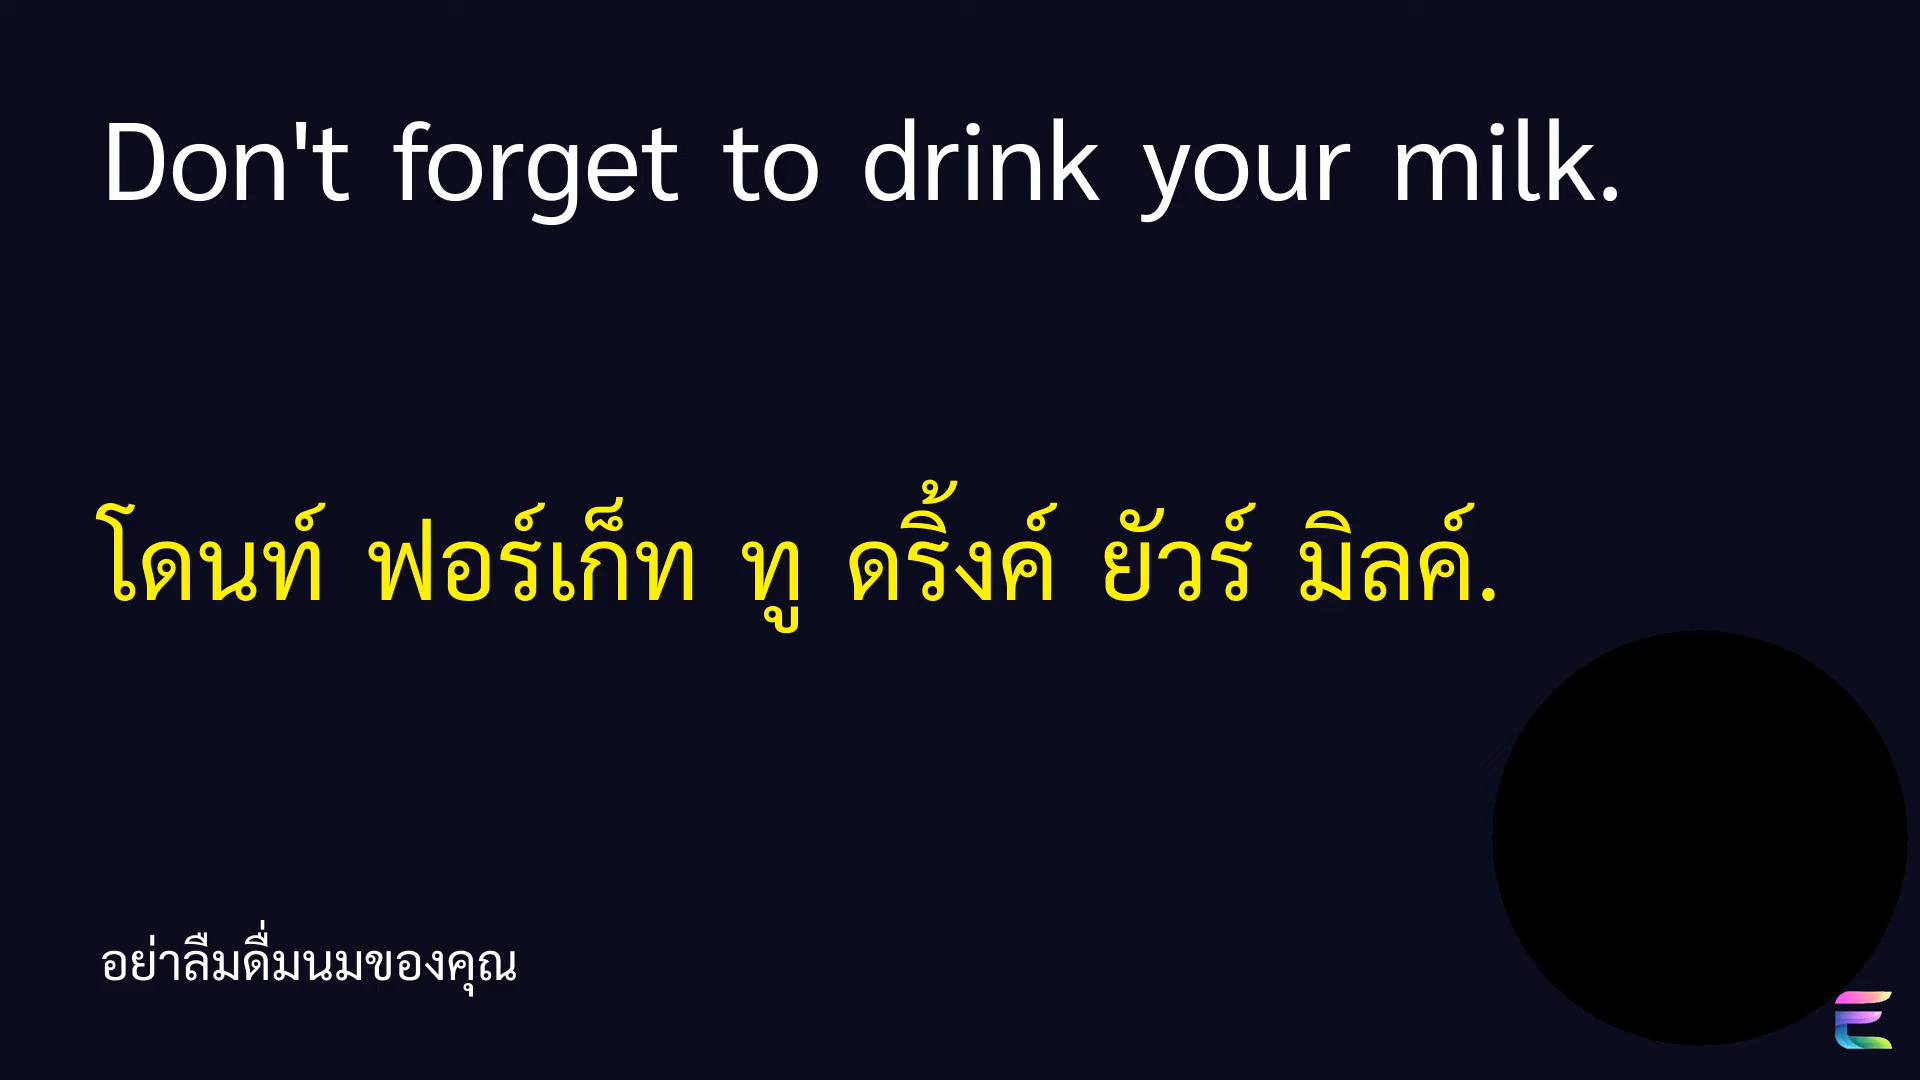 Don't forget to drink your milk.
โดนท์ ฟอร์เก็ท ทู ดริ้งค์ ยัวร์ มิลค์.
อย่าลืมดื่มนมของคุณ